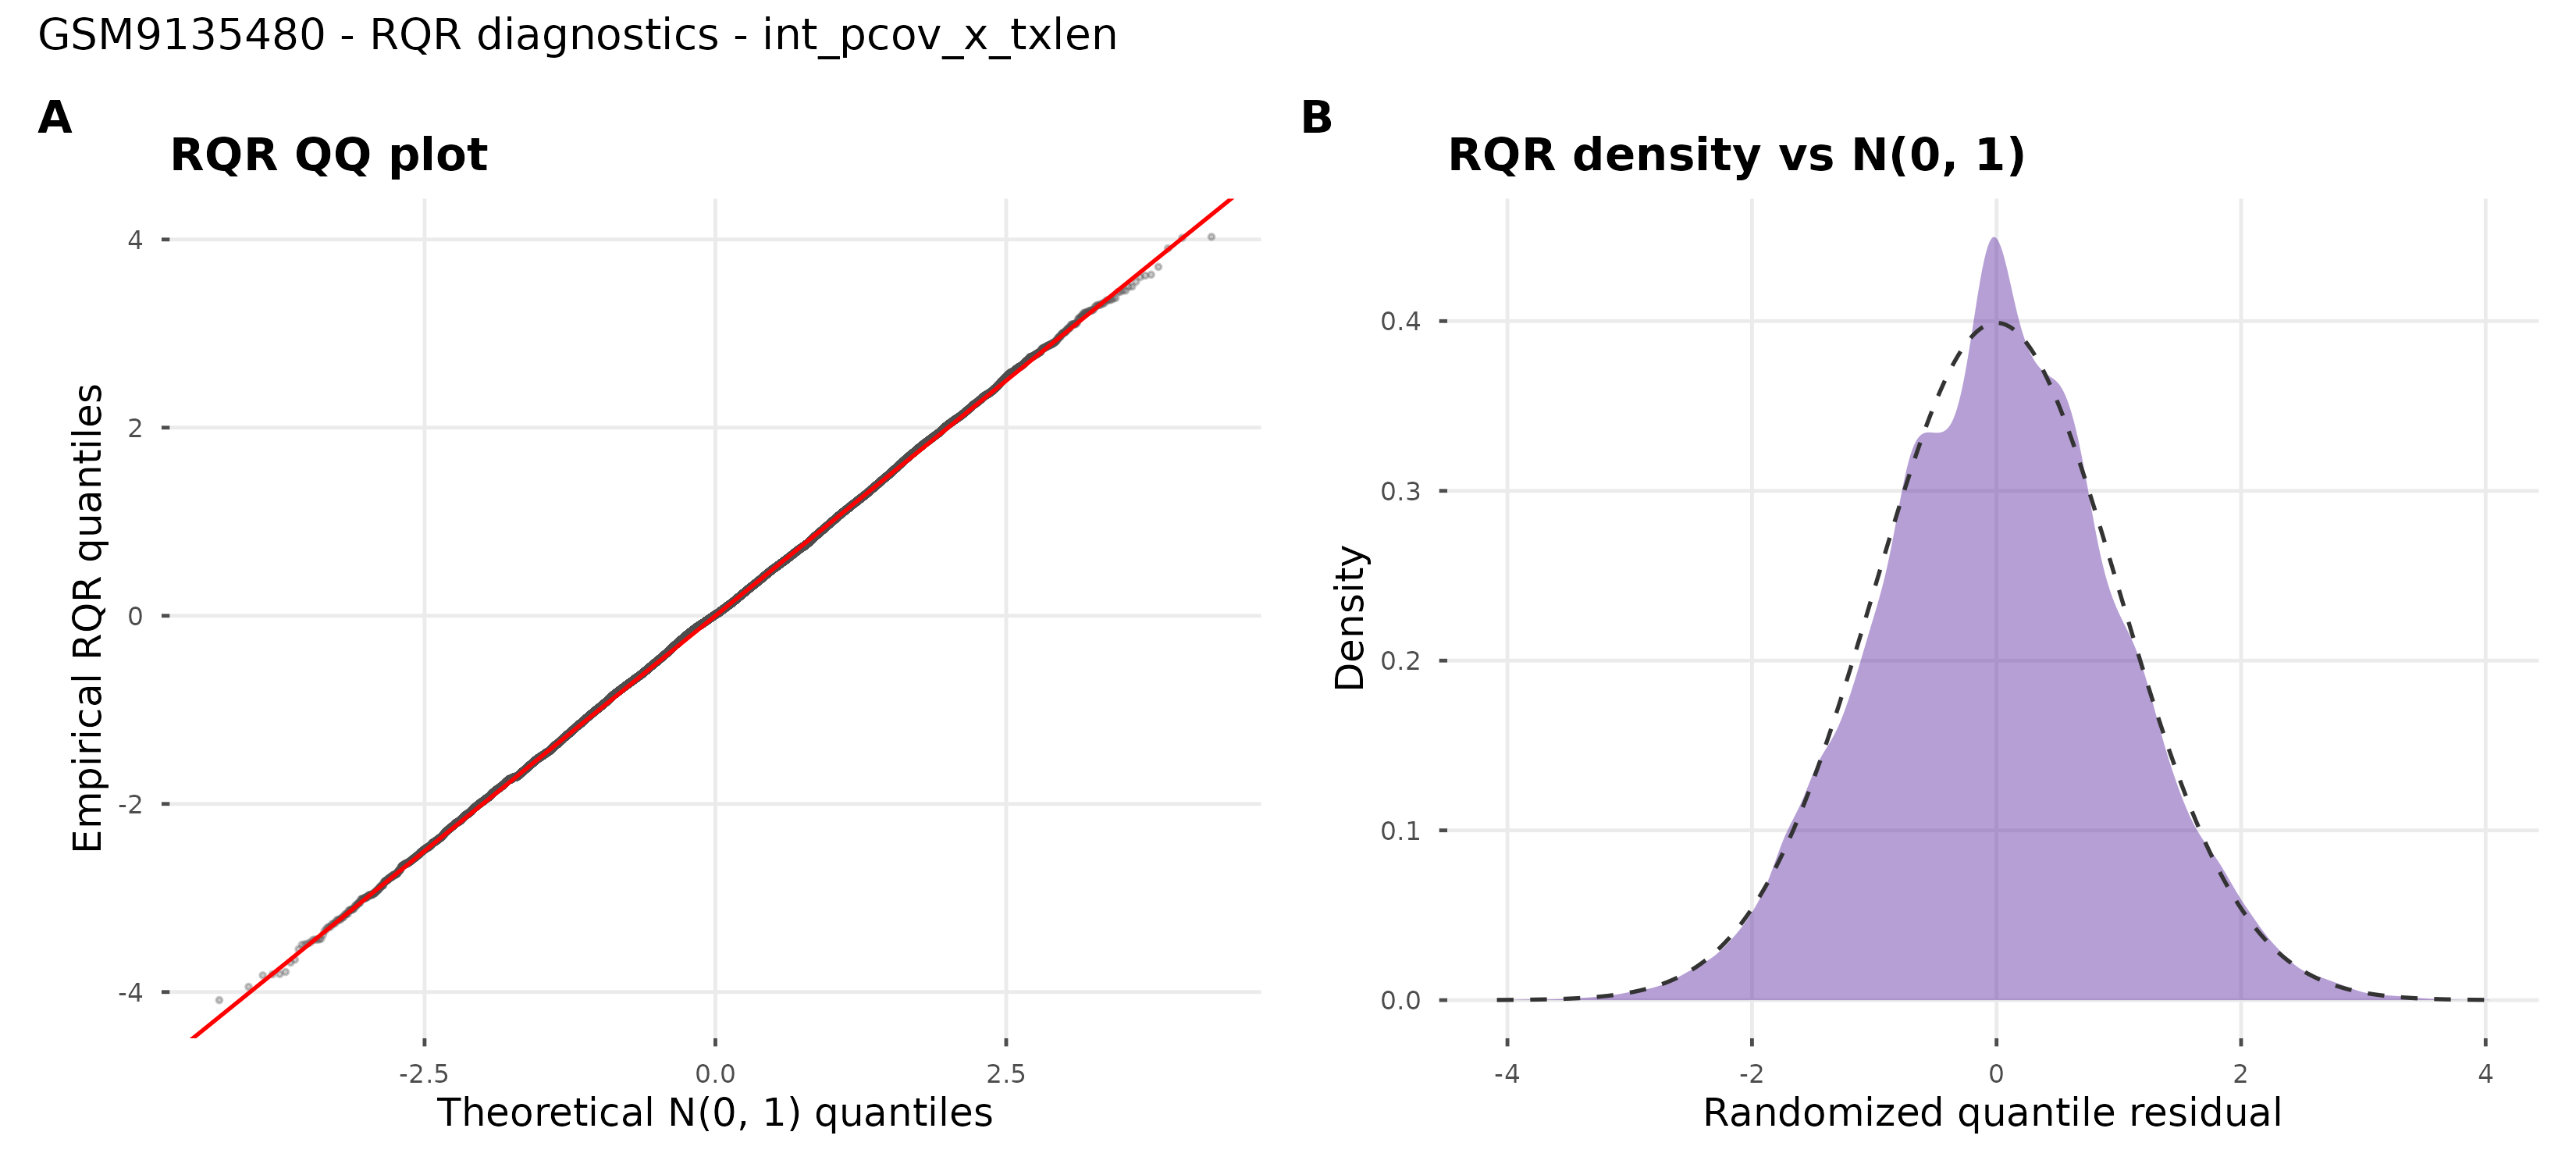 GSM9135480 - RQR diagnostics - int_pcov_x_txlen
A
RQR QQ plot
Empirical RQR quantiles
4
2
0
-2
-4
-2.5
0.0
2.5
Theoretical N(0, 1) quantiles
B
RQR density vs N(0, 1)
Density
0.4
0.3
0.2
0.1
0.0
-4
-2
0
2
4
Randomized quantile residual